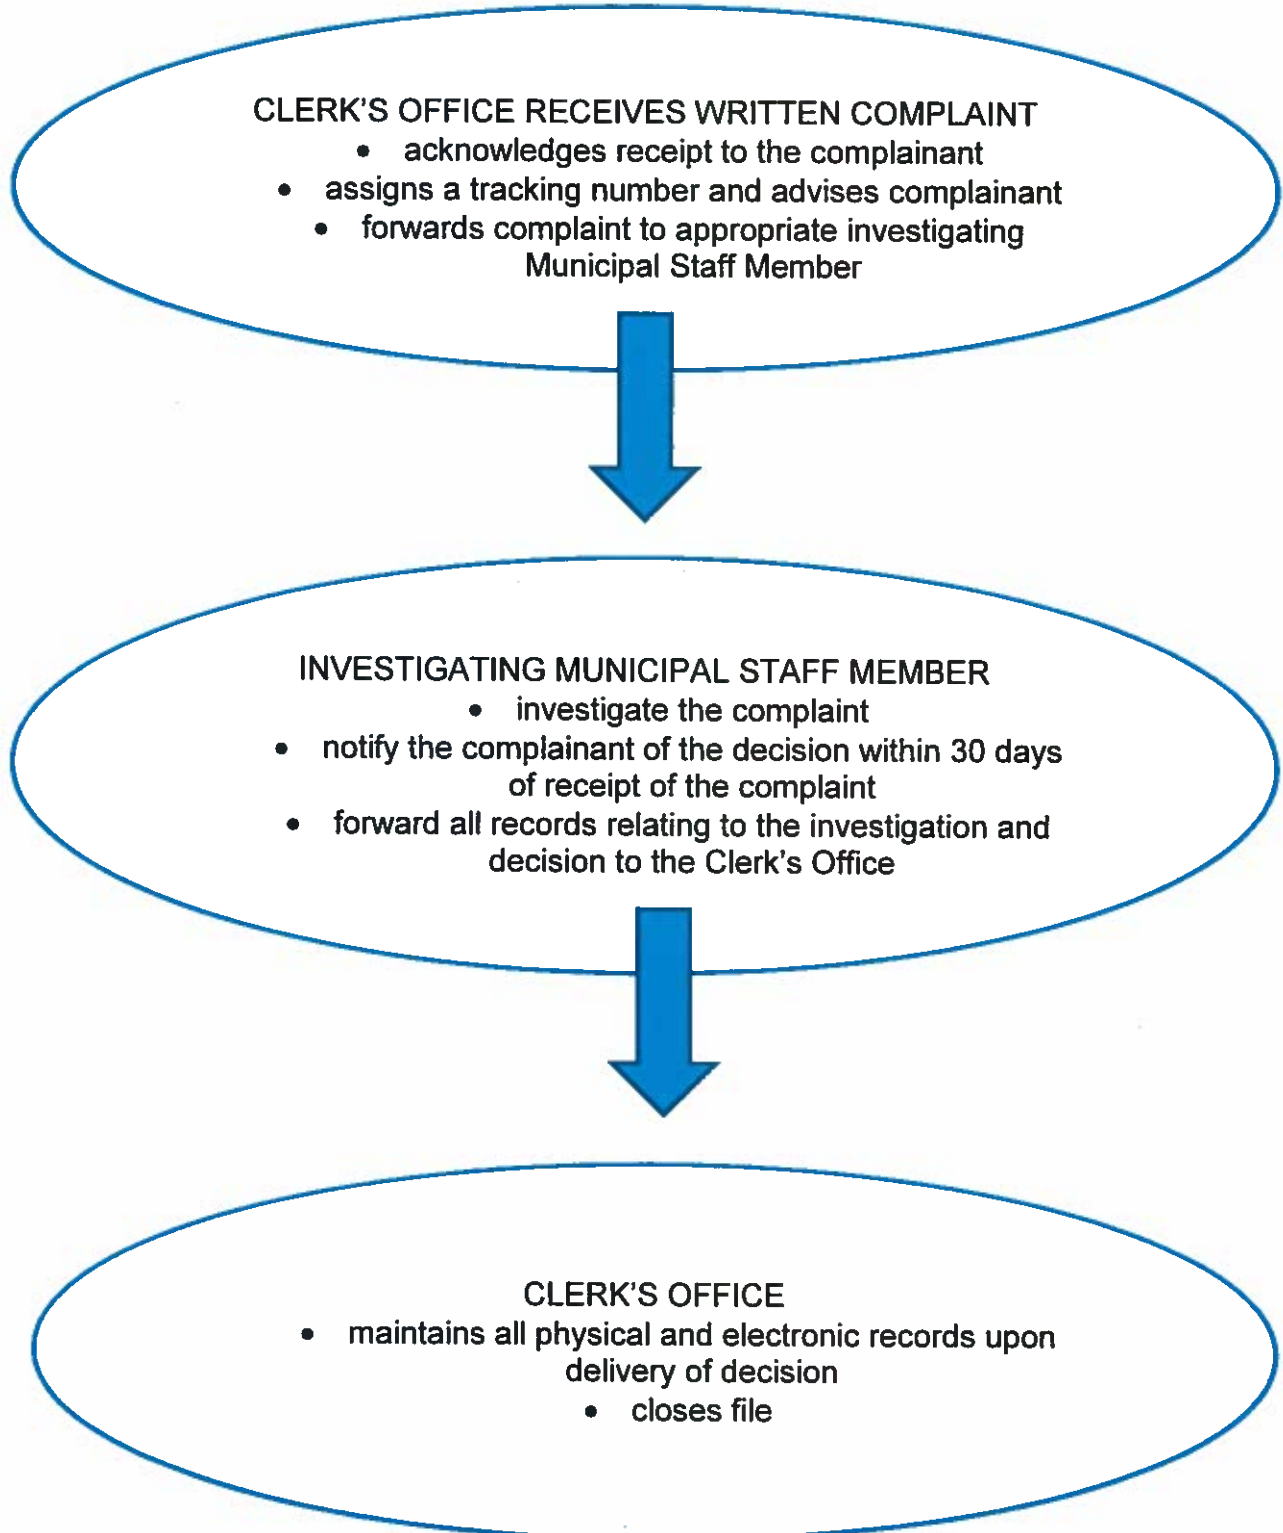 CLERK'S OFFICE RECEIVES WRITTEN COMPLAINT
• acknowledges receipt to the complainant
• assigns a tracking number and advises complainant
• forwards complaint to appropriate investigating
Municipal Staff Member
INVESTIGATING MUNICIPAL STAFF MEMBER
• investigate the complaint
• notify the complainant of the decision within 30 days
of receipt of the complaint
• forward all records relating to the investigation and
decision to the Clerk's Office
CLERK'S OFFICE
• maintains all physical and electronic records upon
delivery of decision
• closes file